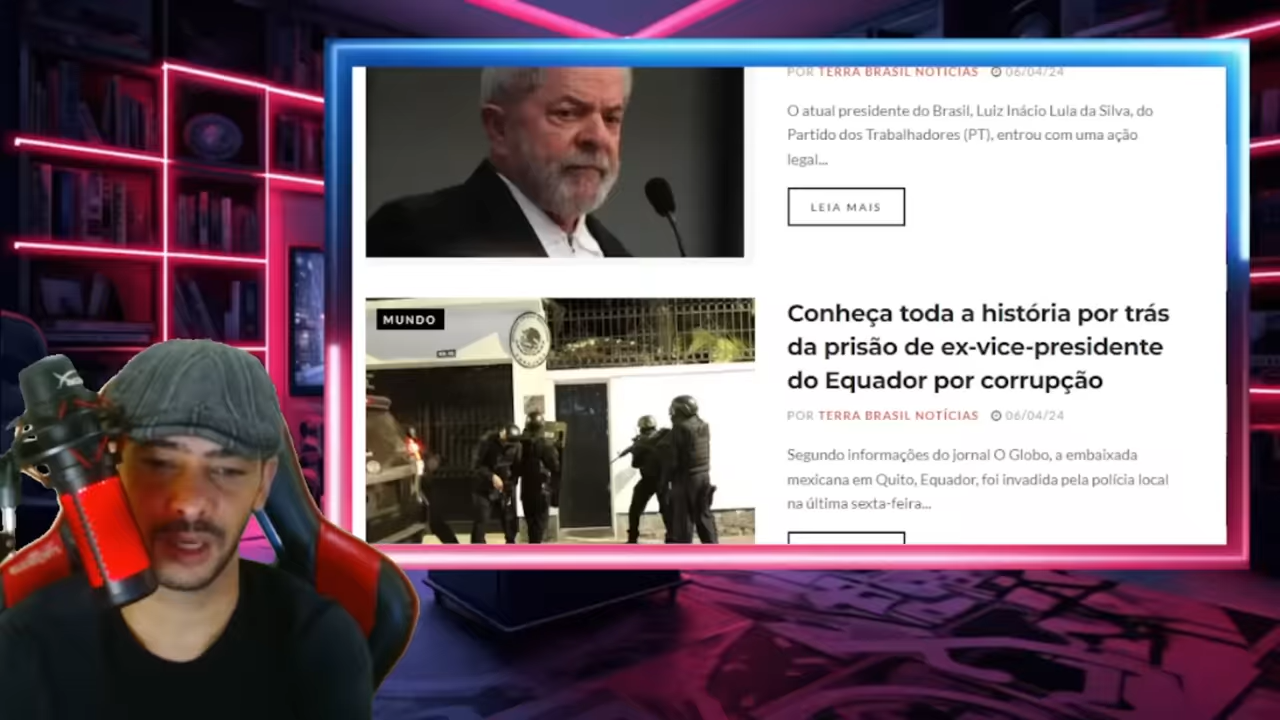 POR TERRA BRASIL NOTÍCIAS 06/04/24
O atual presidente do Brasil, Luiz Inácio Lula da Silva, do
Partido dos Trabalhadores (PT), entrou com uma ação
legal...
LEIA MAIS
MUNDO
Conheça toda a história por trás
da prisão de ex-vice-presidente
do Equador por corrupção
POR TERRA BRASIL NOTÍCIAS 06/04/24
Segundo informações do jornal O Globo, a embaixada
mexicana em Quito, Equador, foi invadida pela polícia local
na última sexta-feira...